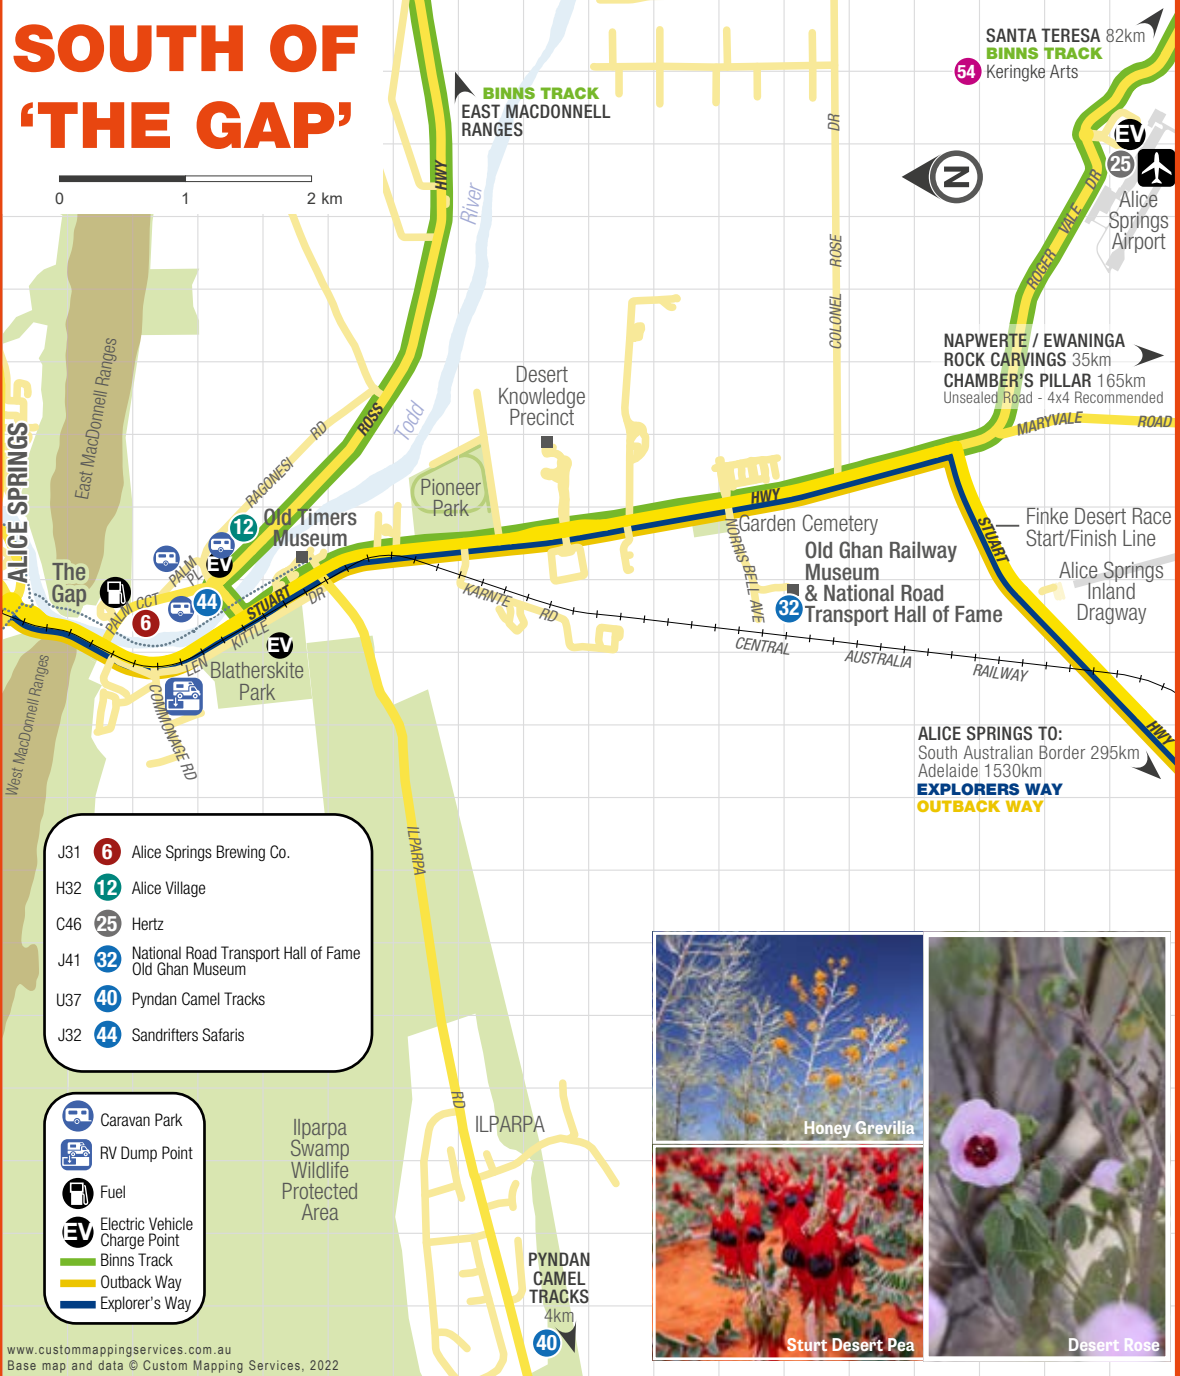 SOUTH OF
‘THE GAP’
0 1 2 km
BINNS TRACK
EAST MACDONNELL
RANGES
HWY
River
SANTA TERESA 82km
BINNS TRACK
54 Keringke Arts
N
DR
ROSE
COLONEL
EV
25
Alice
Springs
Airport
ROGER VALE DR
NAPWERTE / EWANINGA
ROCK CARVINGS 35km
CHAMBER'S PILLAR 165km
Unsealed Road - 4x4 Recommended
MARYVALE ROAD
East MacDonnell Ranges
ALICE SPRINGS
Desert
Knowledge
Precinct
ROSS
Todd
RAGONESI RD
Pioneer
Park
12
Old Timers
Museum
HWY
Garden Cemetery
STUART
Finke Desert Race
Start/Finish Line
The
Gap
PALM PL
EV
44
PALM CCT
6
STUART
LEN KITTLE DR
EV
Blatherskite
Park
COMMONAGE RD
West MacDonnell Ranges
KARNTE RD
NORRIS BELL AVE
Old Ghan Railway
Museum
& National Road
Transport Hall of Fame
32
Alice Springs
Inland
Dragway
CENTRAL AUSTRALIA RAILWAY
HWY
ALICE SPRINGS TO:
South Australian Border 295km
Adelaide 1530km
EXPLORERS WAY
OUTBACK WAY
J31 6 Alice Springs Brewing Co.
H32 12 Alice Village
C46 25 Hertz
J41 32 National Road Transport Hall of Fame
Old Ghan Museum
U37 40 Pyndan Camel Tracks
J32 44 Sandrifters Safaris
ILPARPA
RD
Caravan Park
RV Dump Point
Fuel
EV Electric Vehicle
Charge Point
Binns Track
Outback Way
Explorer's Way
Ilparpa
Swamp
Wildlife
Protected
Area
ILPARPA
PYNDAN
CAMEL
TRACKS
4km
40
Honey Grevilia
Sturt Desert Pea
Desert Rose
www.custommappingservices.com.au
Base map and data © Custom Mapping Services, 2022